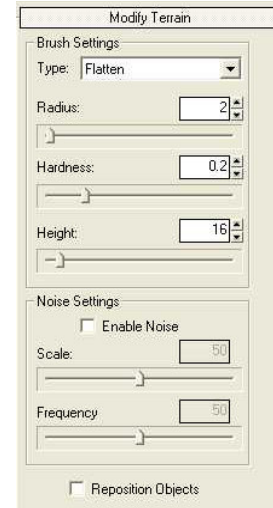 Modify Terrain
Brush Settings
Type: Flatten
Radius: 2
Hardness: 0.2
Height: 16
Noise Settings
Enable Noise
Scale: 50
Frequency 50
Reposition Objects